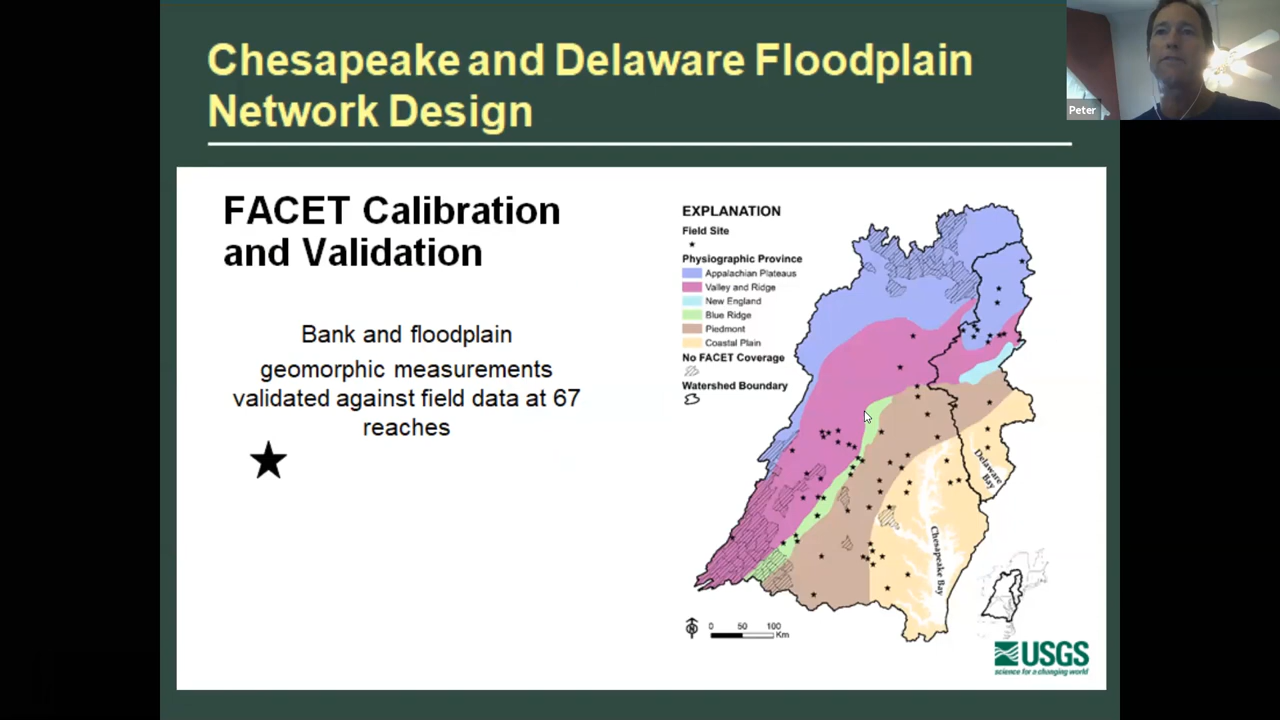 Chesapeake and Delaware Floodplain
Network Design
Peter
FACET Calibration
and Validation
Bank and floodplain
geomorphic measurements
validated against field data at 67
reaches
EXPLANATION
Field Site
Physiographic Province
Appalachian Plateaus
Valley and Ridge
New England
Blue Ridge
Piedmont
Coastal Plain
No FACET Coverage
Watershed Boundary
Delaware
Bay
Chesapeake Bay
N
0 50 100
Km
USGS
science for a changing world